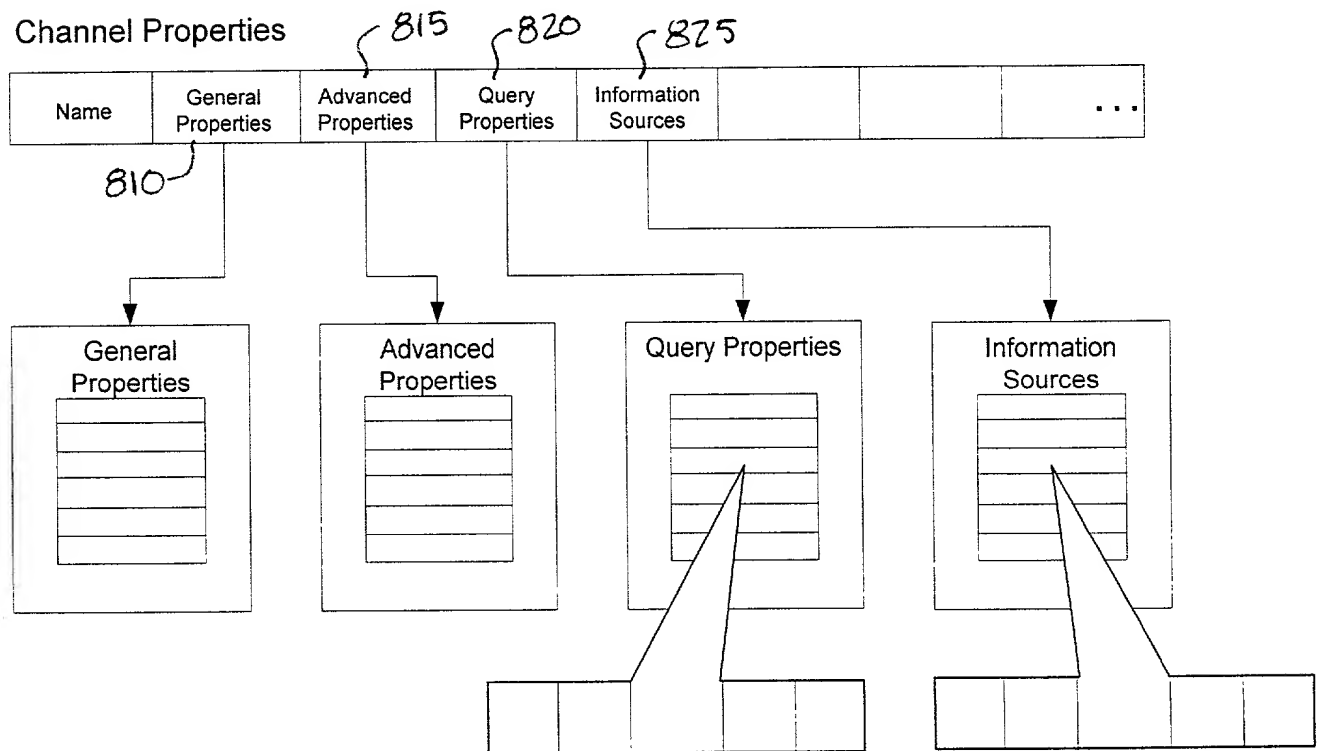 Channel Properties
815
820
825
Name
General
Properties
Advanced
Properties
Query
Properties
Information
Sources
...
810
General
Properties
Advanced
Properties
Query Properties
Information
Sources